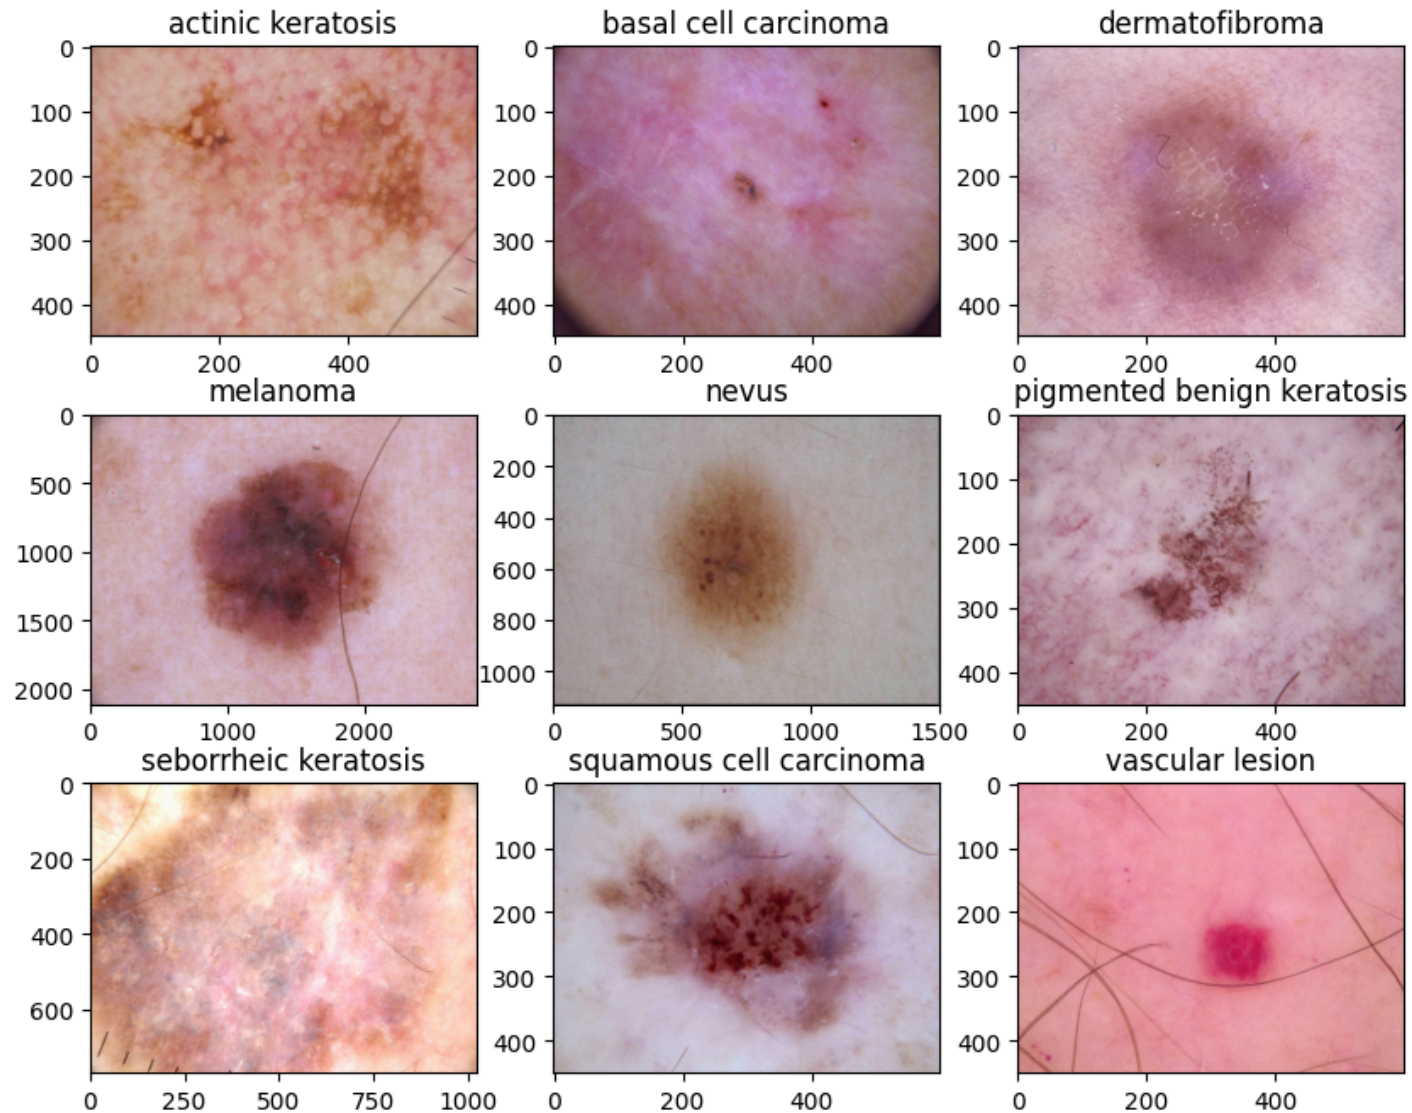 actinic keratosis
basal cell carcinoma
dermatofibroma
0
100
200
300
400
0 200 400
0
100
200
300
400
0 200 400
0
100
200
300
400
0 200 400
melanoma
nevus
pigmented benign keratosis
0
500
1000
1500
2000
0 1000 2000
0
200
400
600
800
1000
0 500 1000 1500
0
100
200
300
400
0 200 400
seborrheic keratosis
squamous cell carcinoma
vascular lesion
0
200
400
600
0 250 500 750 1000
0
100
200
300
400
0 200 400
0
100
200
300
400
0 200 400